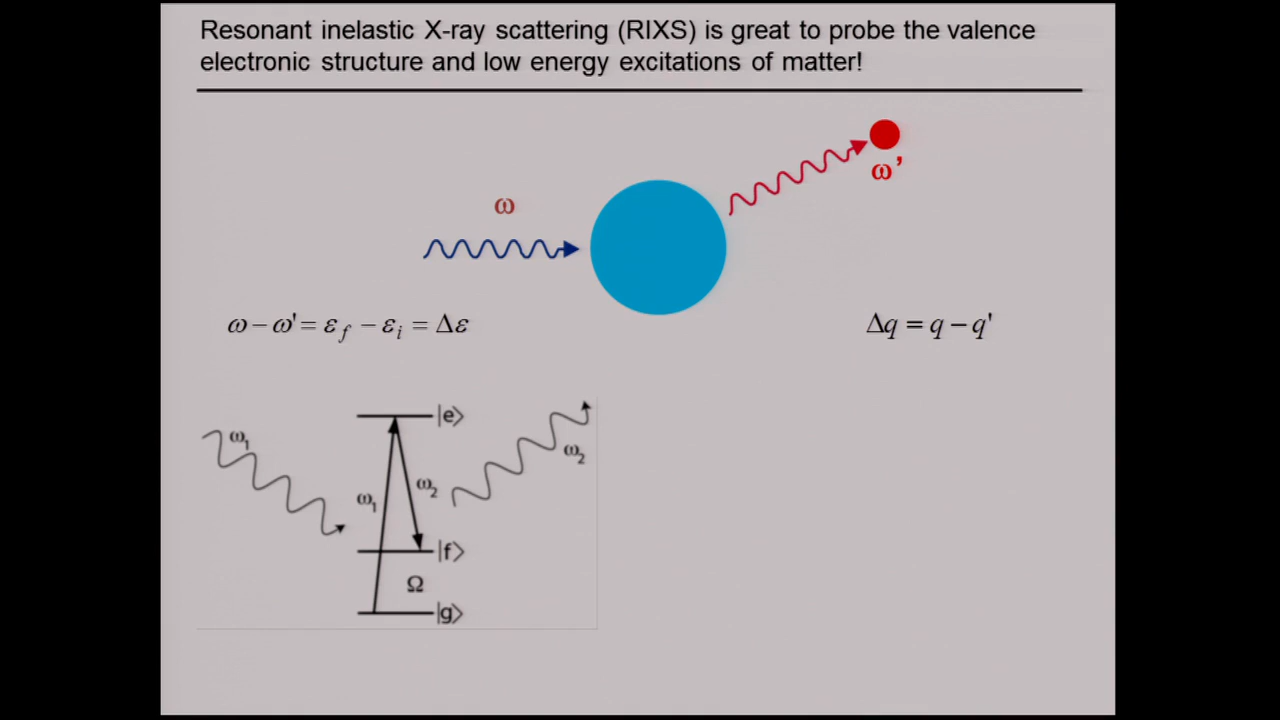 Resonant inelastic X-ray scattering (RIXS) is great to probe the valence
electronic structure and low energy excitations of matter!
ω
ω’
ω − ω' = ε_f − ε_i = Δε
Δq = q − q'
|e⟩
ω₁
ω₂
ω₂
ω₁
|f⟩
Ω
|g⟩